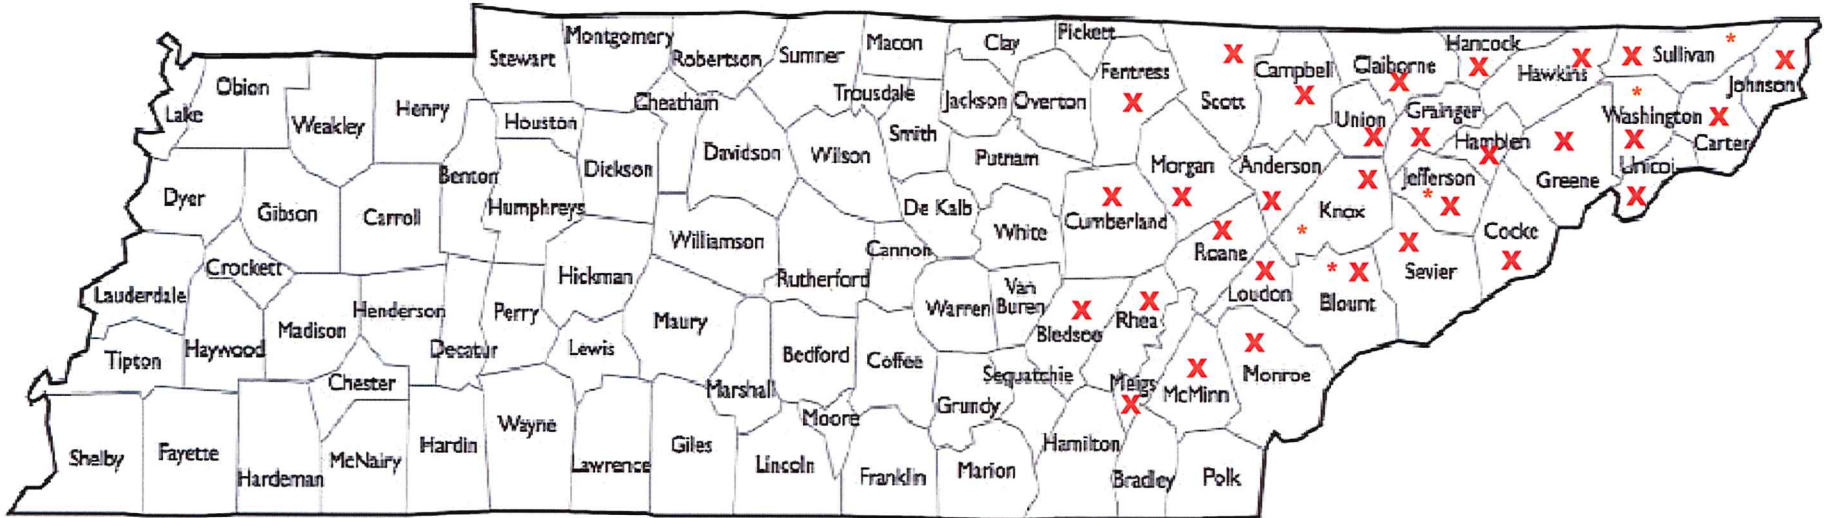 Montgomery
Stewart
Robertson
Sumner
Macon
Clay
Pickett
Fentress
X
Scott
Campbell
X
Claiborne
X
Hancock
X
Hawkins
X
X
Sullivan
*
X
Johnson
Lake
Obion
Weakley
Henry
Houston
Cheatham
Trousdale
Jackson
Overton
X
Union
X
Grainger
X
Hamblen
X
X
*
Washington
X
X
Carter
Dyer
Gibson
Carroll
Benton
Humphreys
Dickson
Davidson
Wilson
Smith
Putnam
De Kalb
White
Cumberland
X
Morgan
X
Anderson
X
Knox
X
*
Jefferson
*
X
Greene
Unicoi
X
Cocke
X
Lauderdale
Crockett
Hickman
Williamson
Rutherford
Cannon
Warren
Van
Buren
Bledsoe
X
Rhea
X
Roane
X
Loudon
X
Blount
*
X
Sevier
X
Tipton
Haywood
Madison
Henderson
Decatur
Perry
Lewis
Maury
Marshall
Bedford
Coffee
Grundy
Sequatchie
Meigs
X
McMinn
X
Monroe
X
Shelby
Fayette
Hardeman
Chester
McNairy
Hardin
Wayne
Lawrence
Giles
Lincoln
Moore
Franklin
Marion
Hamilton
Bradley
Polk